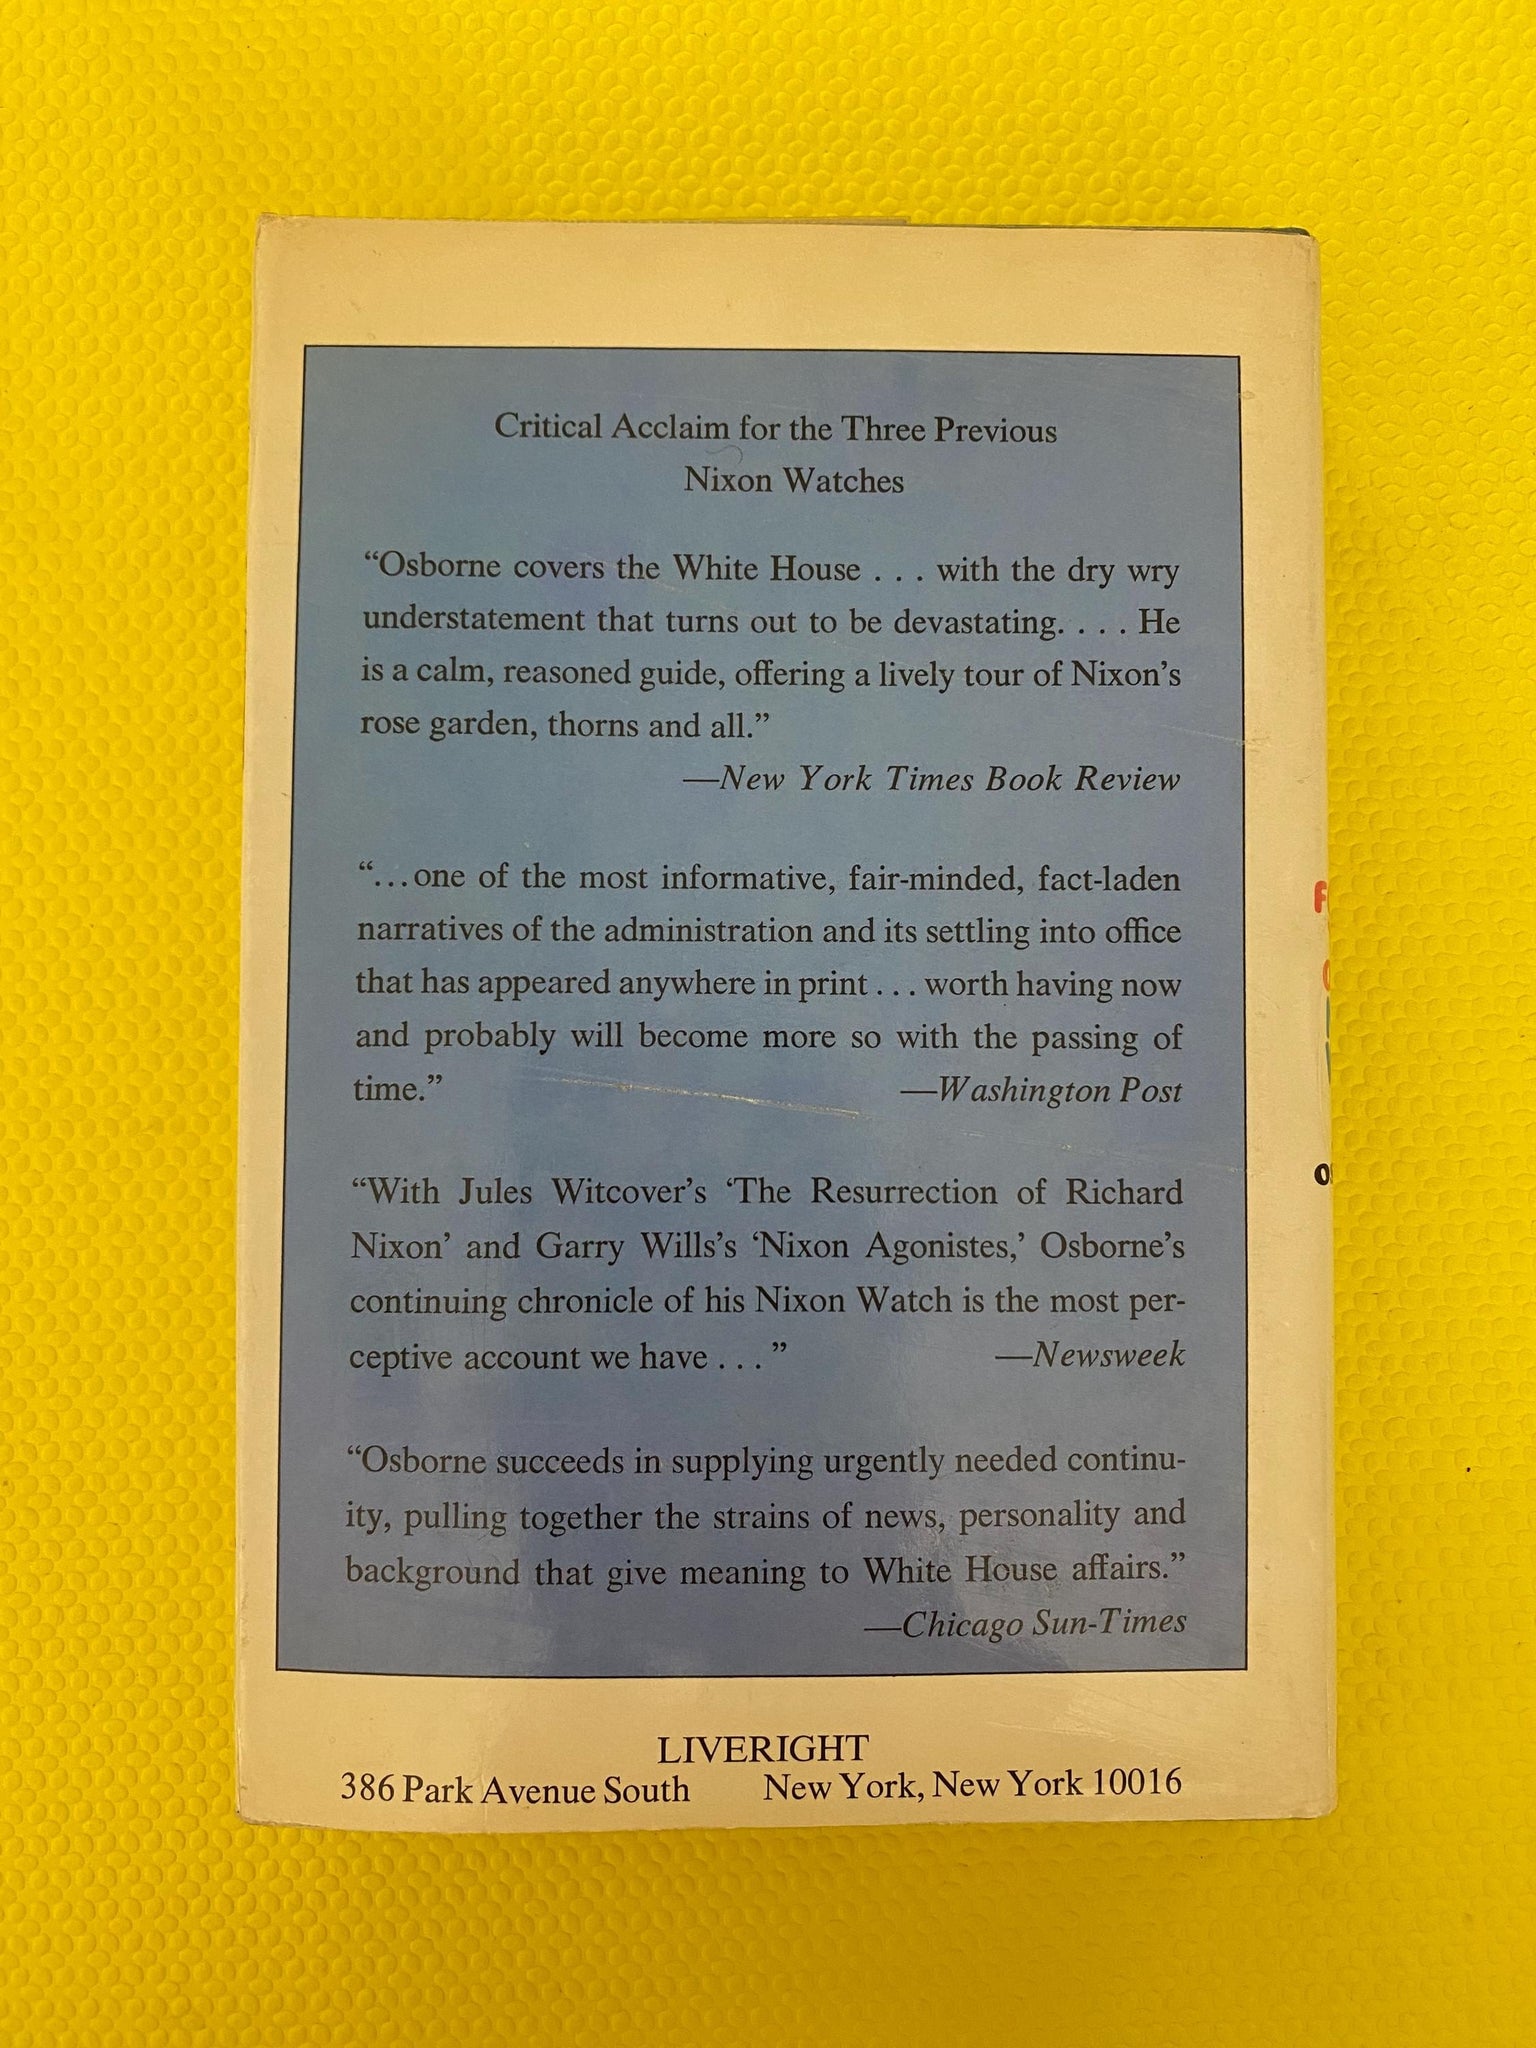 Critical Acclaim for the Three Previous
Nixon Watches
“Osborne covers the White House . . . with the dry wry
understatement that turns out to be devastating. . . . He
is a calm, reasoned guide, offering a lively tour of Nixon’s
rose garden, thorns and all.”
—New York Times Book Review
“...one of the most informative, fair-minded, fact-laden
narratives of the administration and its settling into office
that has appeared anywhere in print . . . worth having now
and probably will become more so with the passing of
time.” —Washington Post
“With Jules Witcover’s ‘The Resurrection of Richard
Nixon’ and Garry Wills’s ‘Nixon Agonistes,’ Osborne’s
continuing chronicle of his Nixon Watch is the most per-
ceptive account we have . . . ” —Newsweek
“Osborne succeeds in supplying urgently needed continu-
ity, pulling together the strains of news, personality and
background that give meaning to White House affairs.”
—Chicago Sun-Times
LIVERIGHT
386 Park Avenue South New York, New York 10016